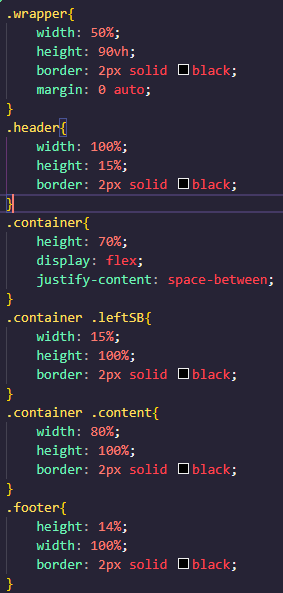 .wrapper{
    width: 50%;
    height: 90vh;
    border: 2px solid black;
    margin: 0 auto;
}
.header{
    width: 100%;
    height: 15%;
    border: 2px solid black;
}
.container{
    height: 70%;
    display: flex;
    justify-content: space-between;
}
.container .leftSB{
    width: 15%;
    height: 100%;
    border: 2px solid black;
}
.container .content{
    width: 80%;
    height: 100%;
    border: 2px solid black;
}
.footer{
    height: 14%;
    width: 100%;
    border: 2px solid black;
}